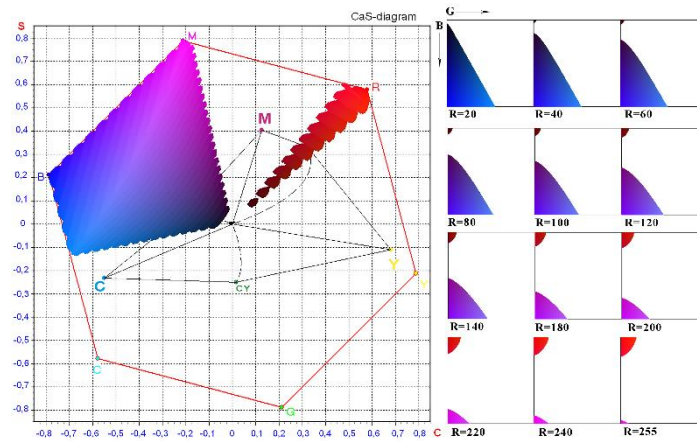 S
CaS-diagram
0,8
M
0,7
R
0,6
0,5
M
0,4
0,3
B
0,2
0,1
0
-0,1
Y
-0,2
Y
C
CY
-0,3
-0,4
-0,5
C
-0,6
-0,7
G
-0,8
-0,8 -0,7 -0,6 -0,5 -0,4 -0,3 -0,2 -0,1 0 0,1 0,2 0,3 0,4 0,5 0,6 0,7 0,8 C
G
B
R=20 R=40 R=60
R=80 R=100 R=120
R=140 R=180 R=200
R=220 R=240 R=255